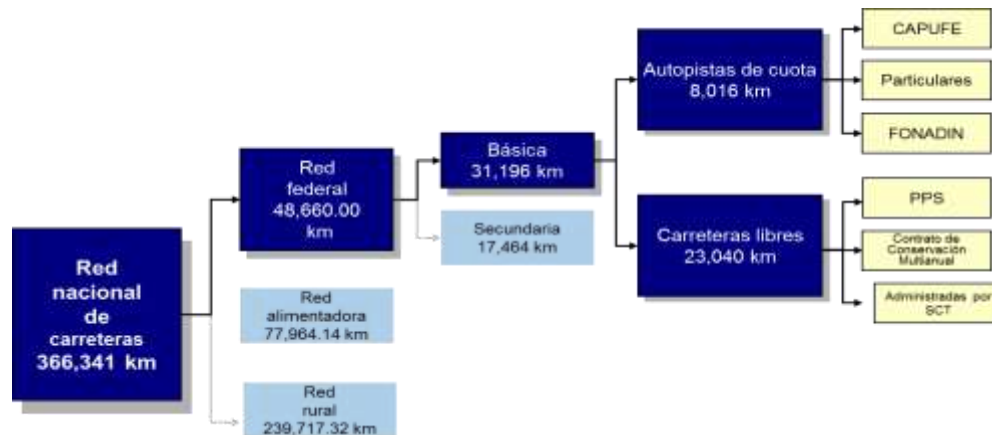 Red
nacional
de
carreteras
366,341 km
Red
federal
48,660.00
km
Red
alimentadora
77,964.14 km
Red
rural
239,717.32 km
Básica
31,196 km
Secundaria
17,464 km
Autopistas de cuota
8,016 km
Carreteras libres
23,040 km
CAPUFE
Particulares
FONADIN
PPS
Contrato de
Conservación
Multianual
Administradas por
SCT